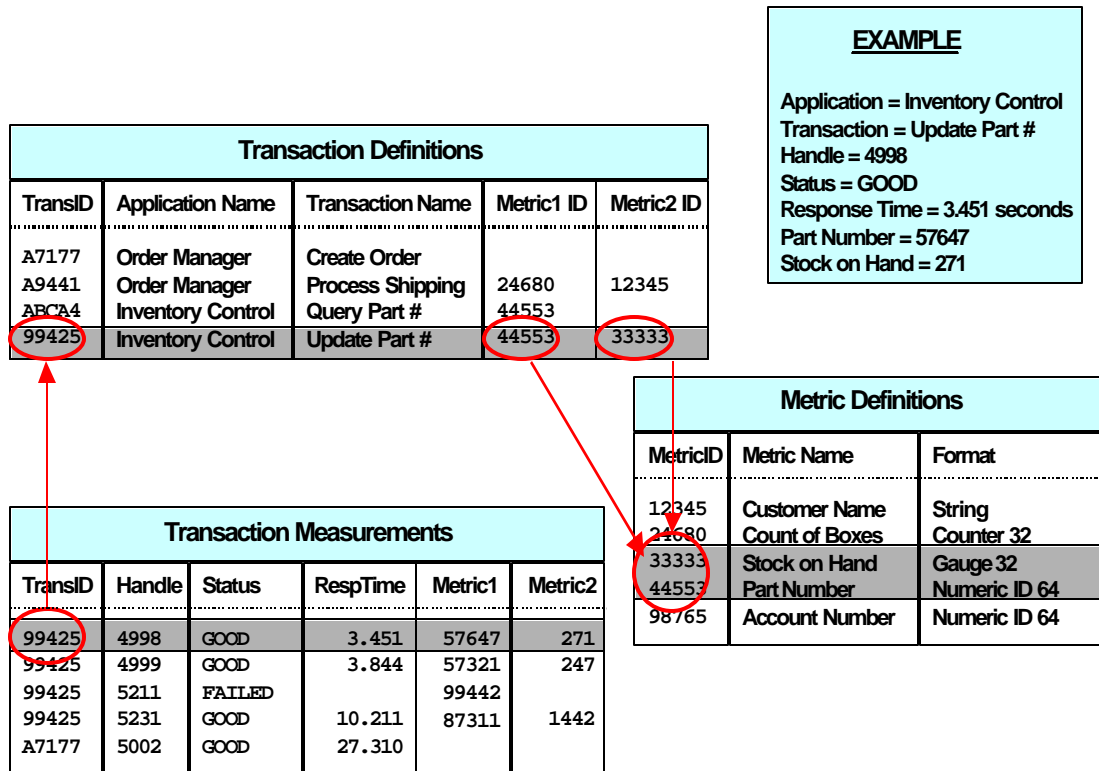 EXAMPLE
Application = Inventory Control
Transaction = Update Part #
Handle = 4998
Status = GOOD
Response Time = 3.451 seconds
Part Number = 57647
Stock on Hand = 271
Transaction Definitions
TransID Application Name Transaction Name Metric1 ID Metric2 ID
A7177 Order Manager Create Order
A9441 Order Manager Process Shipping 24680 12345
ABCA4 Inventory Control Query Part # 44553
99425 Inventory Control Update Part # 44553 33333
Metric Definitions
MetricID Metric Name Format
12345 Customer Name String
24680 Count of Boxes Counter 32
33333 Stock on Hand Gauge 32
44553 Part Number Numeric ID 64
98765 Account Number Numeric ID 64
Transaction Measurements
TransID Handle Status RespTime Metric1 Metric2
99425 4998 GOOD 3.451 57647 271
99425 4999 GOOD 3.844 57321 247
99425 5211 FAILED 99442
99425 5231 GOOD 10.211 87311 1442
A7177 5002 GOOD 27.310